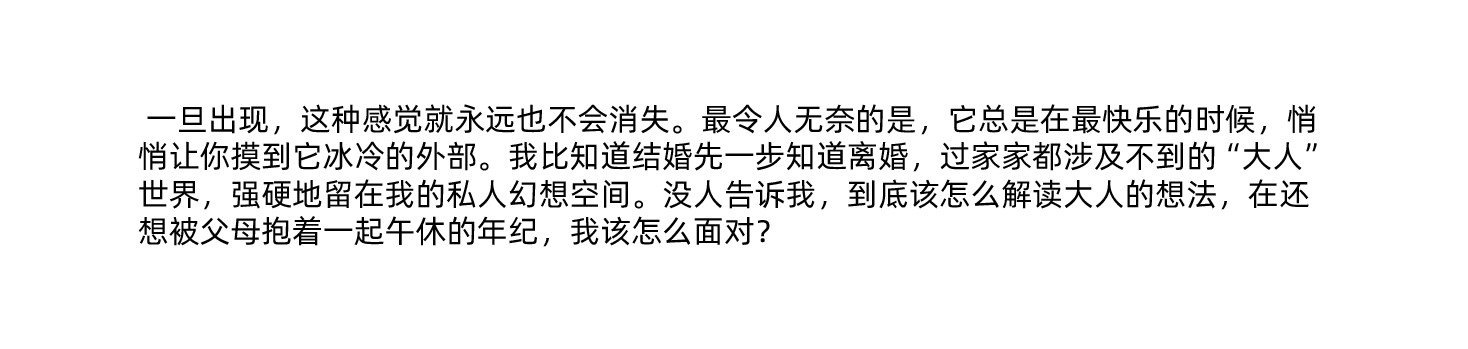 一旦出现，这种感觉就永远也不会消失。最令人无奈的是，它总是在最快乐的时候，悄
悄让你摸到它冰冷的外部。我比知道结婚先一步知道离婚，过家家都涉及不到的“大人”
世界，强硬地留在我的私人幻想空间。没人告诉我，到底该怎么解读大人的想法，在还
想被父母抱着一起午休的年纪，我该怎么面对？